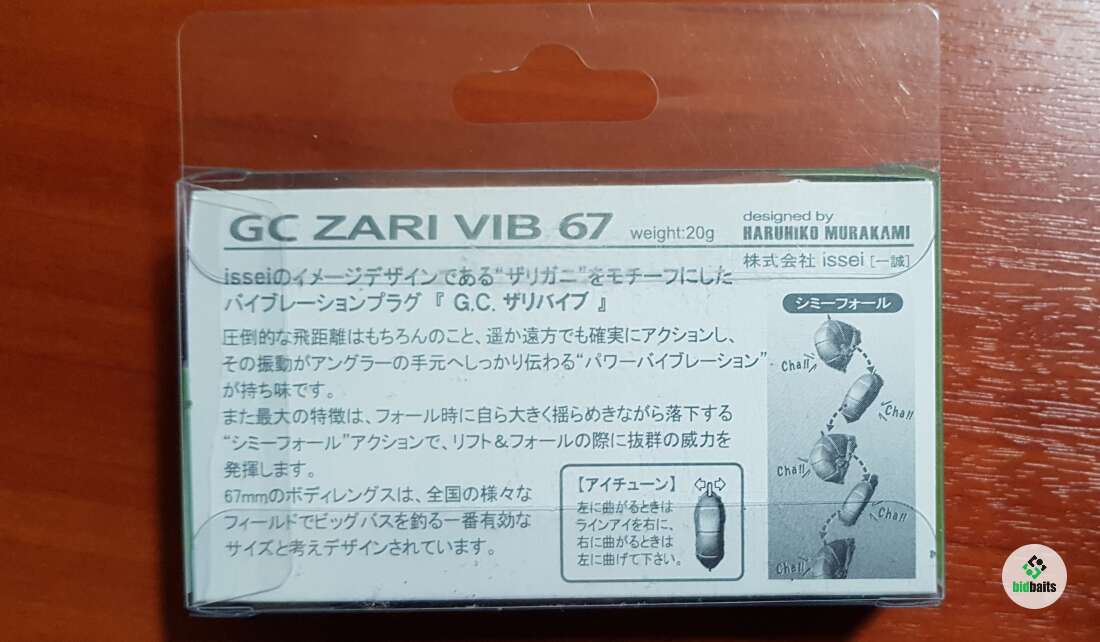 GC ZARI VIB 67 weight:20g
designed by
HARUHIKO MURAKAMI
株式会社 issei [一誠]
isseiのイメージデザインである“ザリガニ”をモチーフにした
バイブレーションプラグ『 G.C. ザリバイブ 』
圧倒的な飛距離はもちろんのこと、遥か遠方でも確実にアクションし、
その振動がアングラーの手元へしっかり伝わる“パワーバイブレーション”
が持ち味です。
また最大の特徴は、フォール時に自ら大きく揺らめきながら落下する
“シミーフォール”アクションで、リフト&フォールの際に抜群の威力を
発揮します。
67mmのボディレングスは、全国の様々な
フィールドでビッグバスを釣る一番有効な
サイズと考えデザインされています。
【アイチューン】
左に曲がるときは
ラインアイを右に、
右に曲がるときは
左に曲げて下さい。
シミーフォール
Cha!!
Cha!!
Cha!!
Cha!!
Cha!!
bidbaits